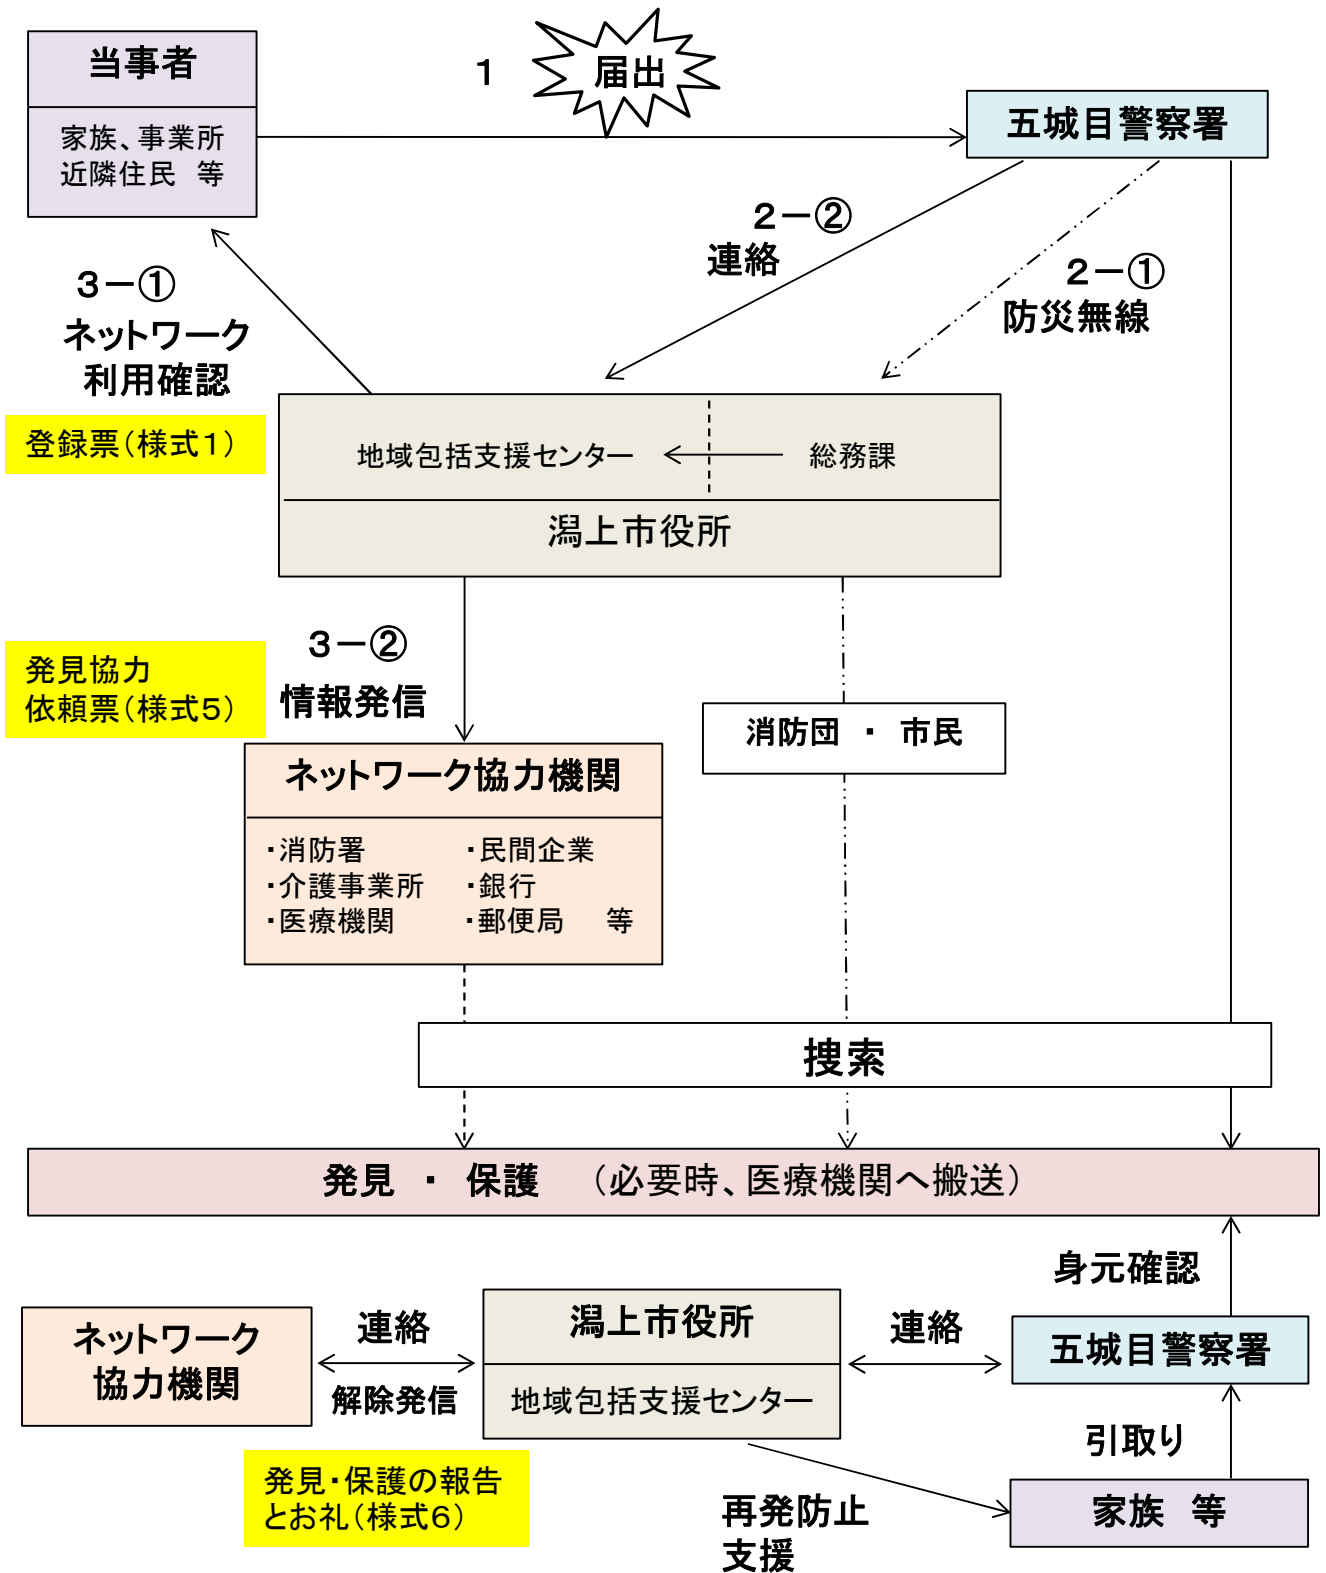 当事者
家族、事業所
近隣住民　等
1
届出
五城目警察署
2－②
連絡
2－①
防災無線
3－①
ネットワーク
利用確認
登録票（様式1）
地域包括支援センター
総務課
潟上市役所
3－②
情報発信
発見協力
依頼票（様式5）
消防団　・　市民
ネットワーク協力機関
・消防署　・民間企業
・介護事業所　・銀行
・医療機関　・郵便局　等
捜索
発見　・　保護　（必要時、医療機関へ搬送）
身元確認
ネットワーク
協力機関
連絡
解除発信
潟上市役所
地域包括支援センター
連絡
五城目警察署
引取り
発見・保護の報告
とお礼（様式6）
再発防止
支援
家族　等